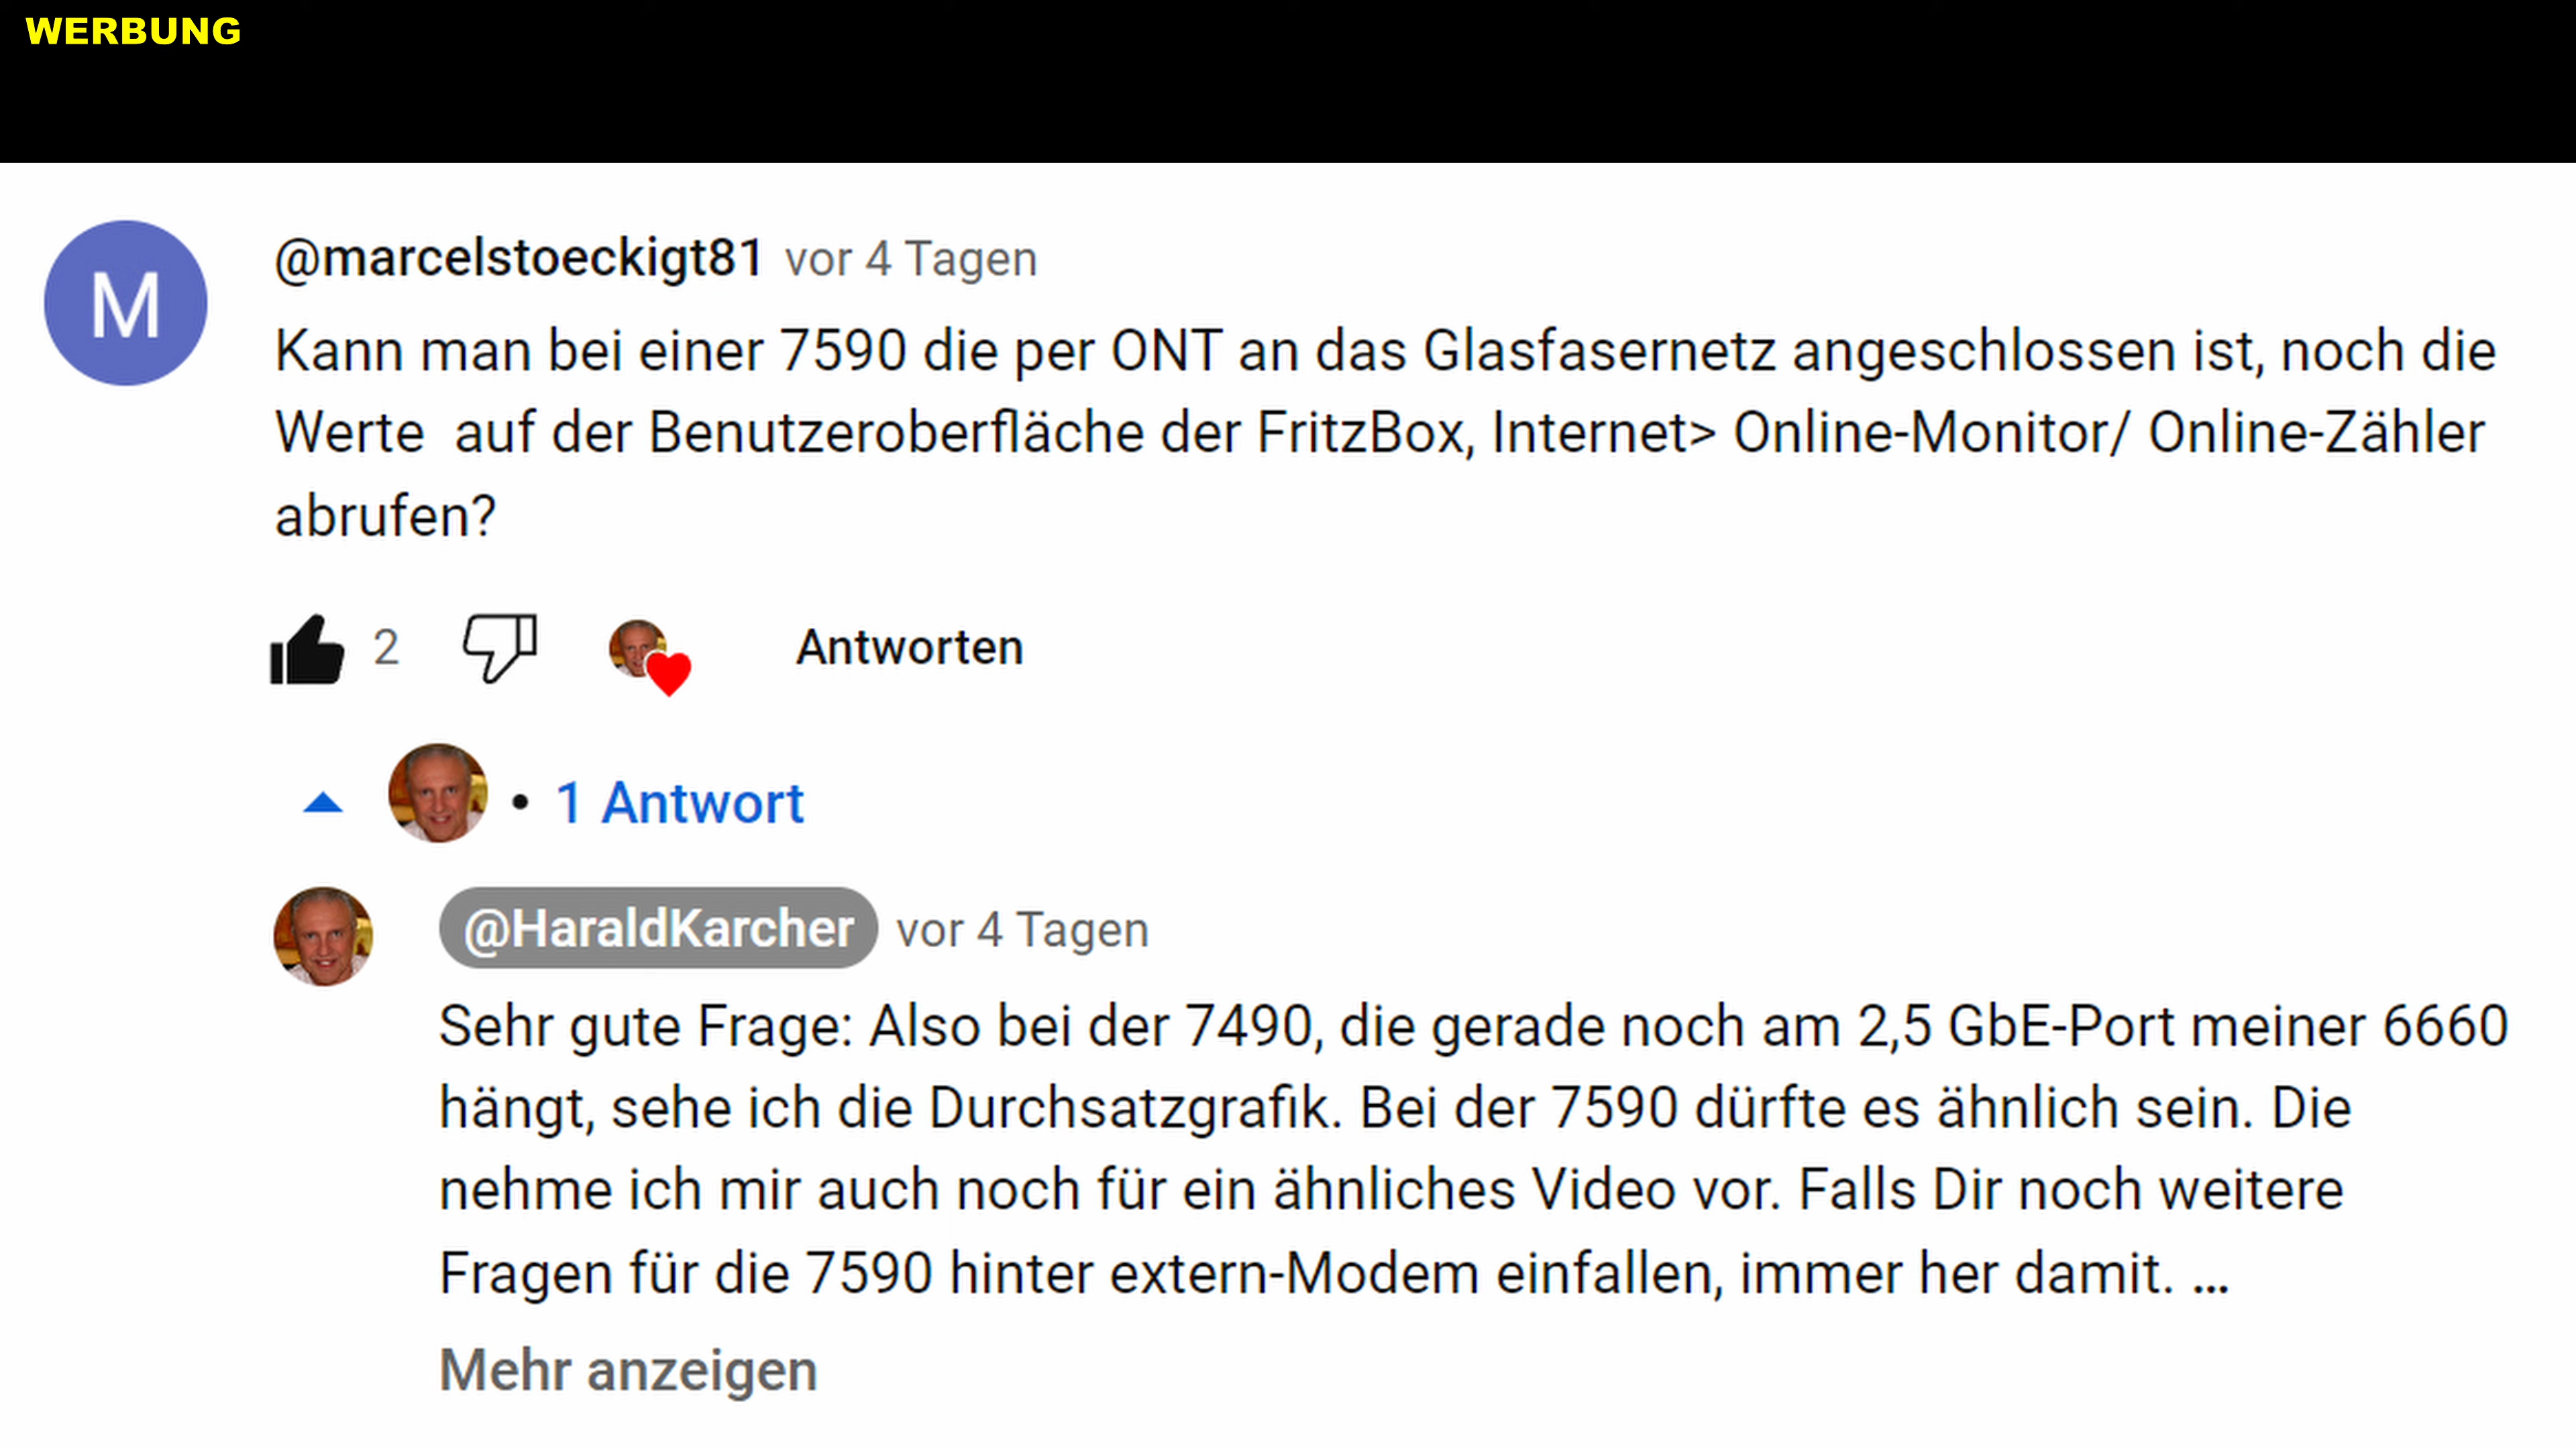 WERBUNG
M
@marcelstoeckigt81 vor 4 Tagen
Kann man bei einer 7590 die per ONT an das Glasfasernetz angeschlossen ist, noch die
Werte  auf der Benutzeroberfläche der FritzBox, Internet> Online-Monitor/ Online-Zähler
abrufen?
2 Antworten
• 1 Antwort
@HaraldKarcher vor 4 Tagen
Sehr gute Frage: Also bei der 7490, die gerade noch am 2,5 GbE-Port meiner 6660
hängt, sehe ich die Durchsatzgrafik. Bei der 7590 dürfte es ähnlich sein. Die
nehme ich mir auch noch für ein ähnliches Video vor. Falls Dir noch weitere
Fragen für die 7590 hinter extern-Modem einfallen, immer her damit. ...
Mehr anzeigen